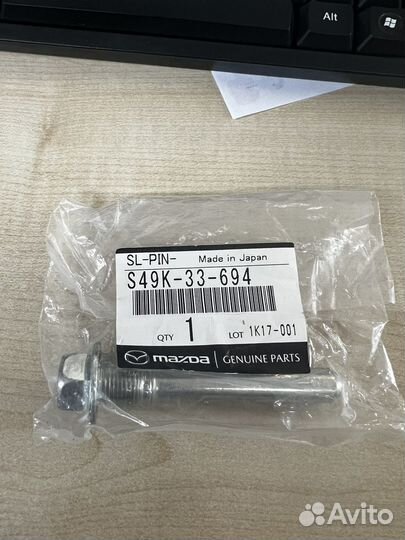 Alt
SL-PIN- Made in Japan
S49K-33-694
QTY 1 LOT 1K17-001
mazda GENUINE PARTS
Avito